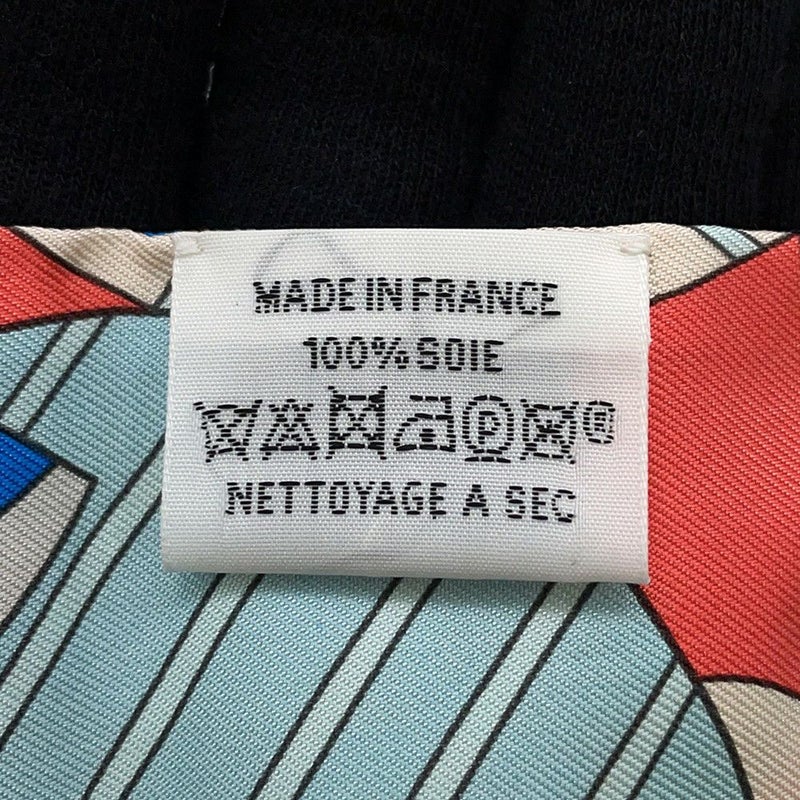 MADE IN FRANCE
100% SOIE
P ®
NETTOYAGE A SEC